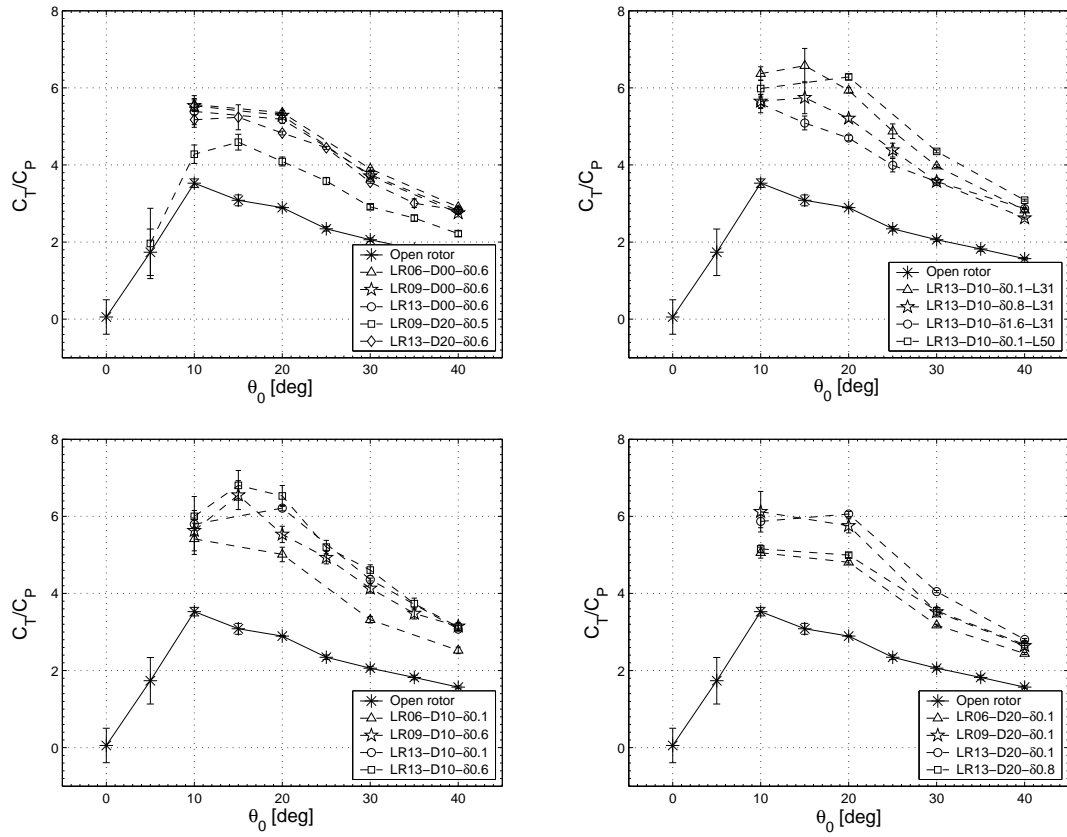 8
6
4
2
0
C_T/C_P
0 10 20 30 40
θ_0 [deg]
Open rotor
LR06−D00−δ0.6
LR09−D00−δ0.6
LR13−D00−δ0.6
LR09−D20−δ0.5
LR13−D20−δ0.6
8
6
4
2
0
C_T/C_P
0 10 20 30 40
θ_0 [deg]
Open rotor
LR13−D10−δ0.1−L31
LR13−D10−δ0.8−L31
LR13−D10−δ1.6−L31
LR13−D10−δ0.1−L50
8
6
4
2
0
C_T/C_P
0 10 20 30 40
θ_0 [deg]
Open rotor
LR06−D10−δ0.1
LR09−D10−δ0.6
LR13−D10−δ0.1
LR13−D10−δ0.6
8
6
4
2
0
C_T/C_P
0 10 20 30 40
θ_0 [deg]
Open rotor
LR06−D20−δ0.1
LR09−D20−δ0.1
LR13−D20−δ0.1
LR13−D20−δ0.8